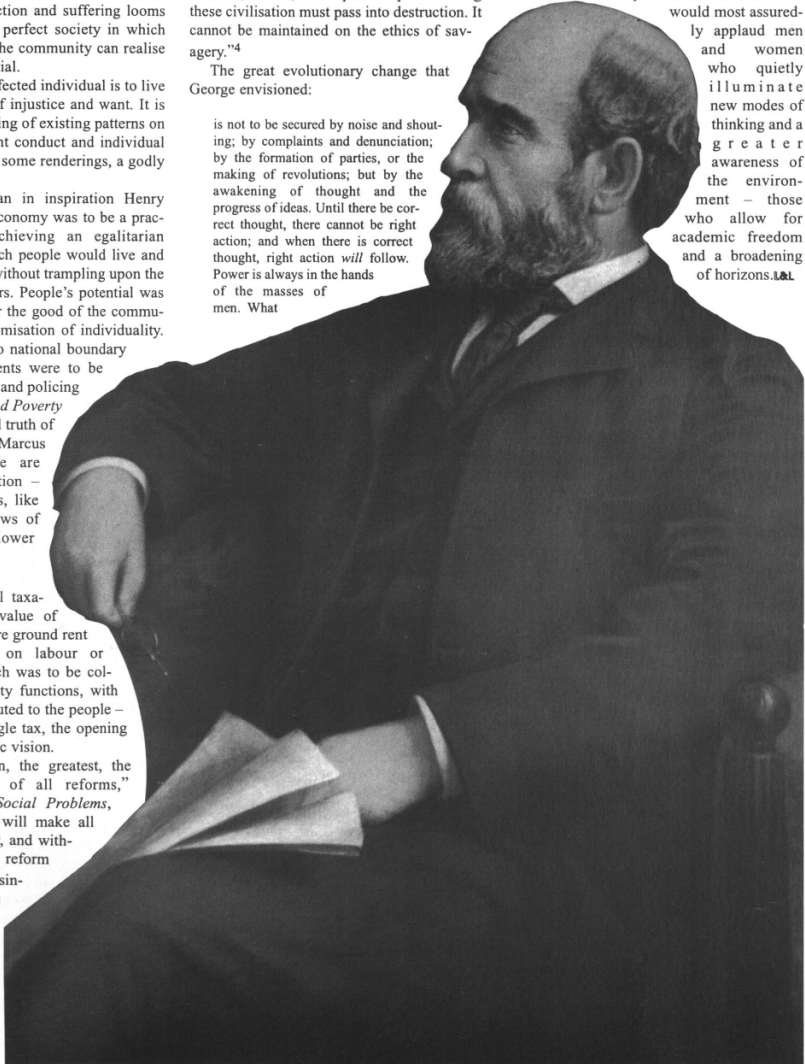 ction and suffering looms
perfect society in which
he community can realise
ial.
fected individual is to live
f injustice and want. It is
ing of existing patterns on
nt conduct and individual
some renderings, a godly
an in inspiration Henry
conomy was to be a prac-
chieving an egalitarian
ch people would live and
without trampling upon the
rs. People's potential was
r the good of the commu-
misation of individuality.
o national boundary
ents were to be
and policing
d Poverty
l truth of
Marcus
e are
tion –
s, like
ws of
ower
l taxa-
value of
re ground rent
on labour or
ch was to be col-
ty functions, with
uted to the people –
gle tax, the opening
c vision.
n, the greatest, the
of all reforms,"
Social Problems,
will make all
, and with-
reform
sin-
these civilisation must pass into destruction. It
cannot be maintained on the ethics of sav-
agery."4
The great evolutionary change that
George envisioned:
is not to be secured by noise and shout-
ing; by complaints and denunciation;
by the formation of parties, or the
making of revolutions; but by the
awakening of thought and the
progress of ideas. Until there be cor-
rect thought, there cannot be right
action; and when there is correct
thought, right action will follow.
Power is always in the hands
of the masses of
men. What
would most assured-
ly applaud men
and women
who quietly
illuminate
new modes of
thinking and a
greater
awareness of
the environ-
ment – those
who allow for
academic freedom
and a broadening
of horizons.L&L